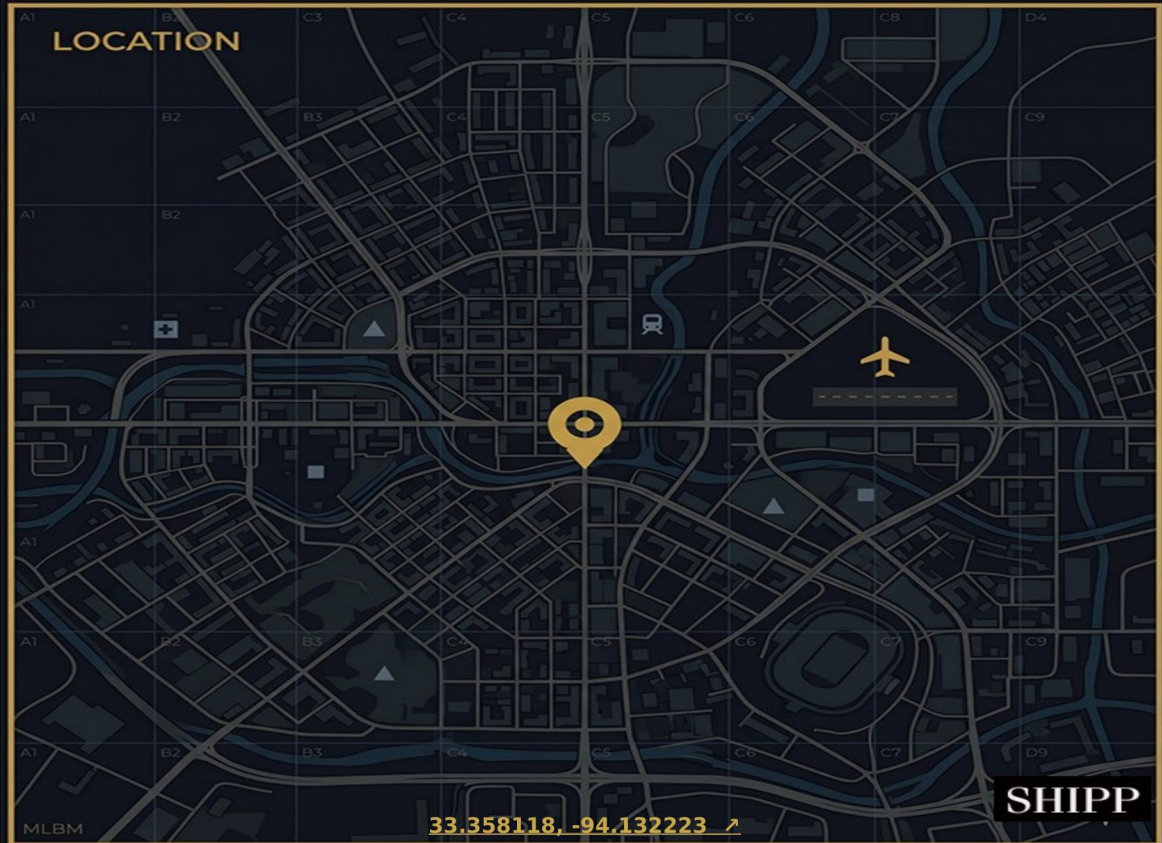 A1 B2 C3 C4 C5 C6 C8 D4
LOCATION
A1 B2 B3 C4 C5 C6 C7 C9
A1 B2
A1
A1
A1 B2 B3 C4 C5 C6 C7 C9
A1 B2 B3 C4 C5 C6 C7 D9
SHIPP
MLBM
33.358118, -94.132223 ↗